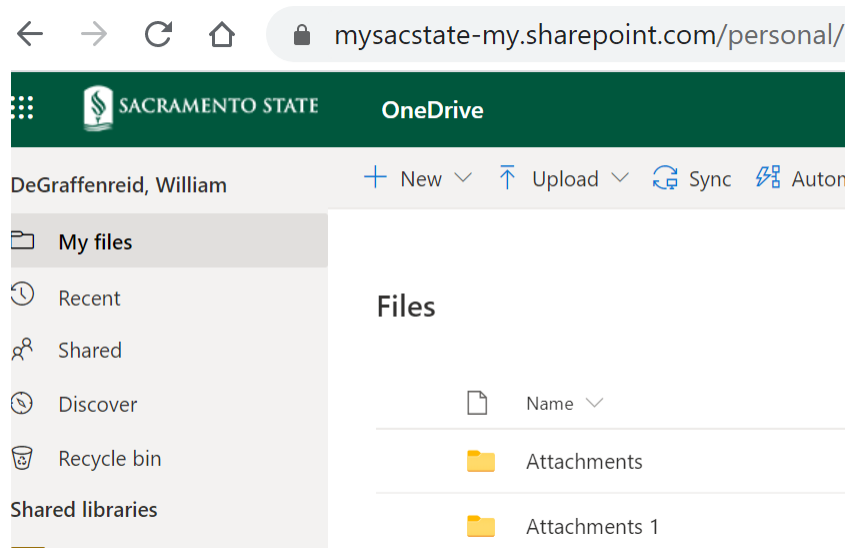 mysacstate-my.sharepoint.com/personal/
SACRAMENTO STATE OneDrive
DeGraffenreid, William
New Upload Sync Autom
My files
Recent
Shared
Discover
Recycle bin
Shared libraries
Files
Name
Attachments
Attachments 1